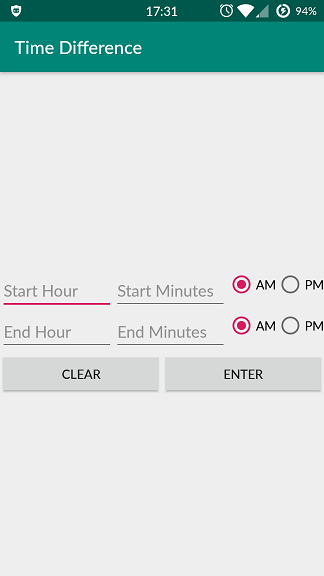 17:31 94%
Time Difference
Start Hour Start Minutes AM PM
End Hour End Minutes AM PM
CLEAR ENTER